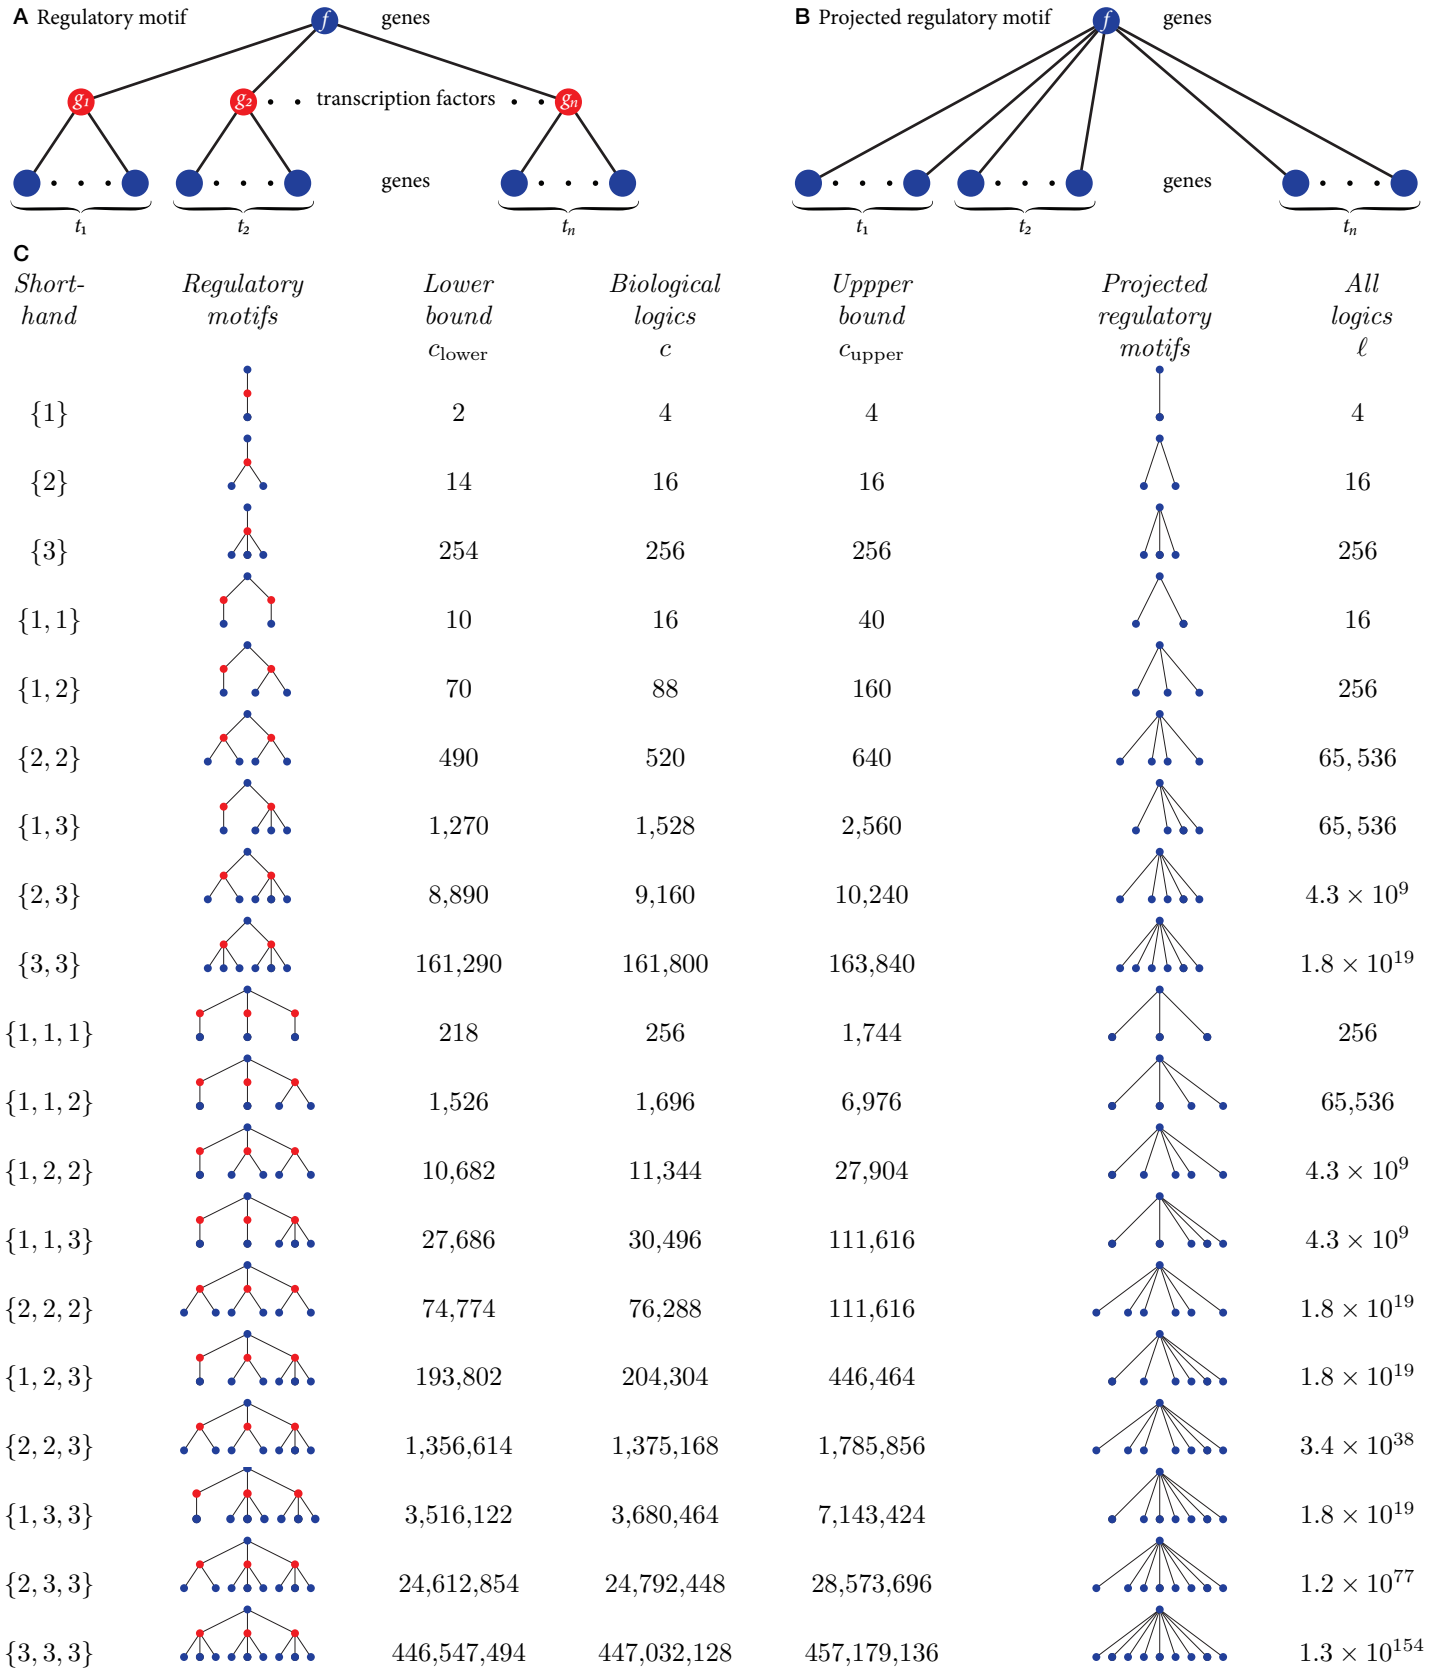 A Regulatory motif
f genes
g1 g2 · · transcription factors · · gn
· · · · · · genes · · ·
t1 t2 tn
B Projected regulatory motif
f genes
· · · · · · genes · · ·
t1 t2 tn
C
Short-hand Regulatory motifs Lower bound c_lower Biological logics c Uppper bound c_upper Projected regulatory motifs All logics ℓ
{1} 2 4 4 4
{2} 14 16 16 16
{3} 254 256 256 256
{1, 1} 10 16 40 16
{1, 2} 70 88 160 256
{2, 2} 490 520 640 65, 536
{1, 3} 1,270 1,528 2,560 65, 536
{2, 3} 8,890 9,160 10,240 4.3 × 10^9
{3, 3} 161,290 161,800 163,840 1.8 × 10^19
{1, 1, 1} 218 256 1,744 256
{1, 1, 2} 1,526 1,696 6,976 65,536
{1, 2, 2} 10,682 11,344 27,904 4.3 × 10^9
{1, 1, 3} 27,686 30,496 111,616 4.3 × 10^9
{2, 2, 2} 74,774 76,288 111,616 1.8 × 10^19
{1, 2, 3} 193,802 204,304 446,464 1.8 × 10^19
{2, 2, 3} 1,356,614 1,375,168 1,785,856 3.4 × 10^38
{1, 3, 3} 3,516,122 3,680,464 7,143,424 1.8 × 10^19
{2, 3, 3} 24,612,854 24,792,448 28,573,696 1.2 × 10^77
{3, 3, 3} 446,547,494 447,032,128 457,179,136 1.3 × 10^154